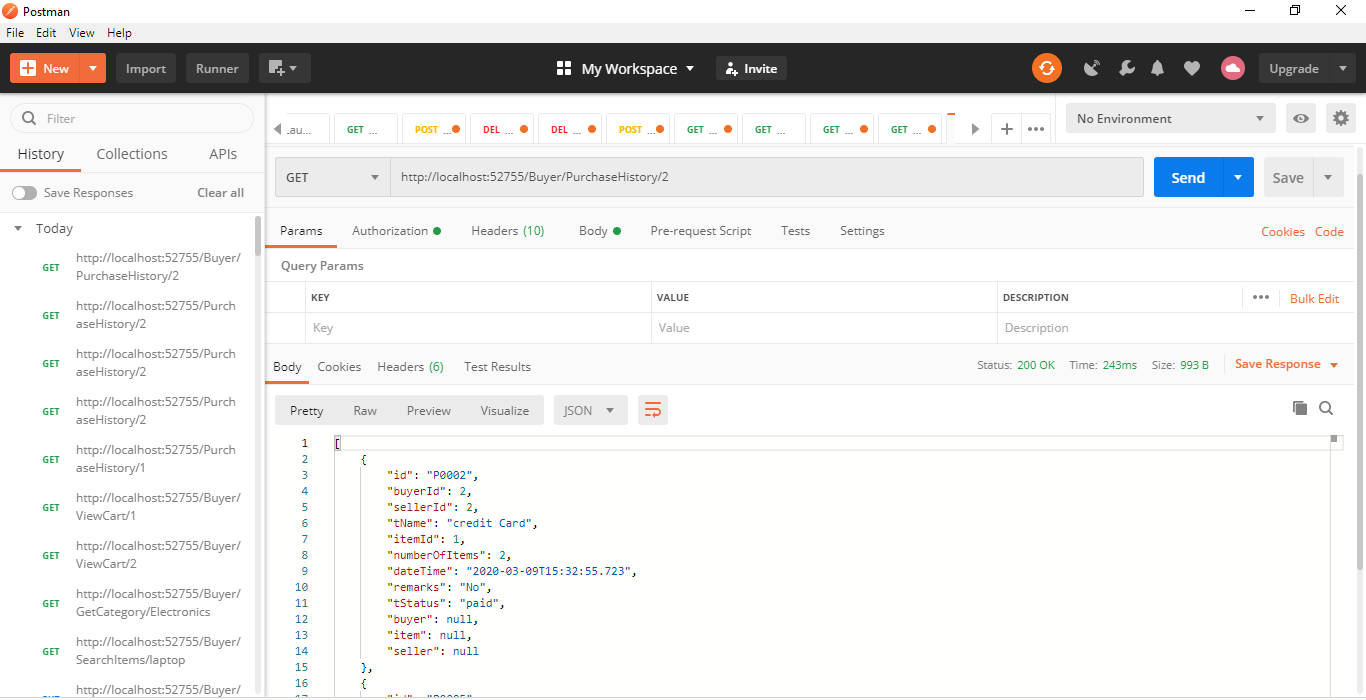 Postman
File Edit View Help
New Import Runner My Workspace Invite Upgrade
Filter
History Collections APIs
Save Responses Clear all
Today
GET http://localhost:52755/Buyer/
PurchaseHistory/2
GET http://localhost:52755/Purch
aseHistory/2
GET http://localhost:52755/Purch
aseHistory/2
GET http://localhost:52755/Purch
aseHistory/2
GET http://localhost:52755/Purch
aseHistory/1
GET http://localhost:52755/Buyer/
ViewCart/1
GET http://localhost:52755/Buyer/
ViewCart/2
GET http://localhost:52755/Buyer/
GetCategory/Electronics
GET http://localhost:52755/Buyer/
SearchItems/laptop
http://localhost:52755/Buyer/
GET ... POST ... DEL ... DEL ... POST ... GET ... GET ... GET ... GET ... No Environment
GET http://localhost:52755/Buyer/PurchaseHistory/2 Send Save
Params Authorization Headers (10) Body Pre-request Script Tests Settings Cookies Code
Query Params
KEY VALUE DESCRIPTION Bulk Edit
Key Value Description
Body Cookies Headers (6) Test Results Status: 200 OK Time: 243ms Size: 993 B Save Response
Pretty Raw Preview Visualize JSON
1 [
2 {
3 "id": "P0002",
4 "buyerId": 2,
5 "sellerId": 2,
6 "tName": "credit Card",
7 "itemId": 1,
8 "numberOfItems": 2,
9 "dateTime": "2020-03-09T15:32:55.723",
10 "remarks": "No",
11 "tStatus": "paid",
12 "buyer": null,
13 "item": null,
14 "seller": null
15 },
16 {